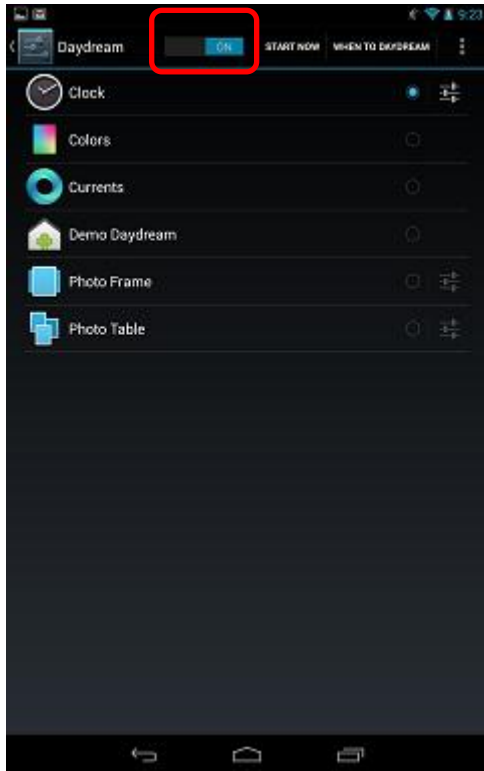 9:23
Daydream ON START NOW WHEN TO DAYDREAM
Clock
Colors
Currents
Demo Daydream
Photo Frame
Photo Table